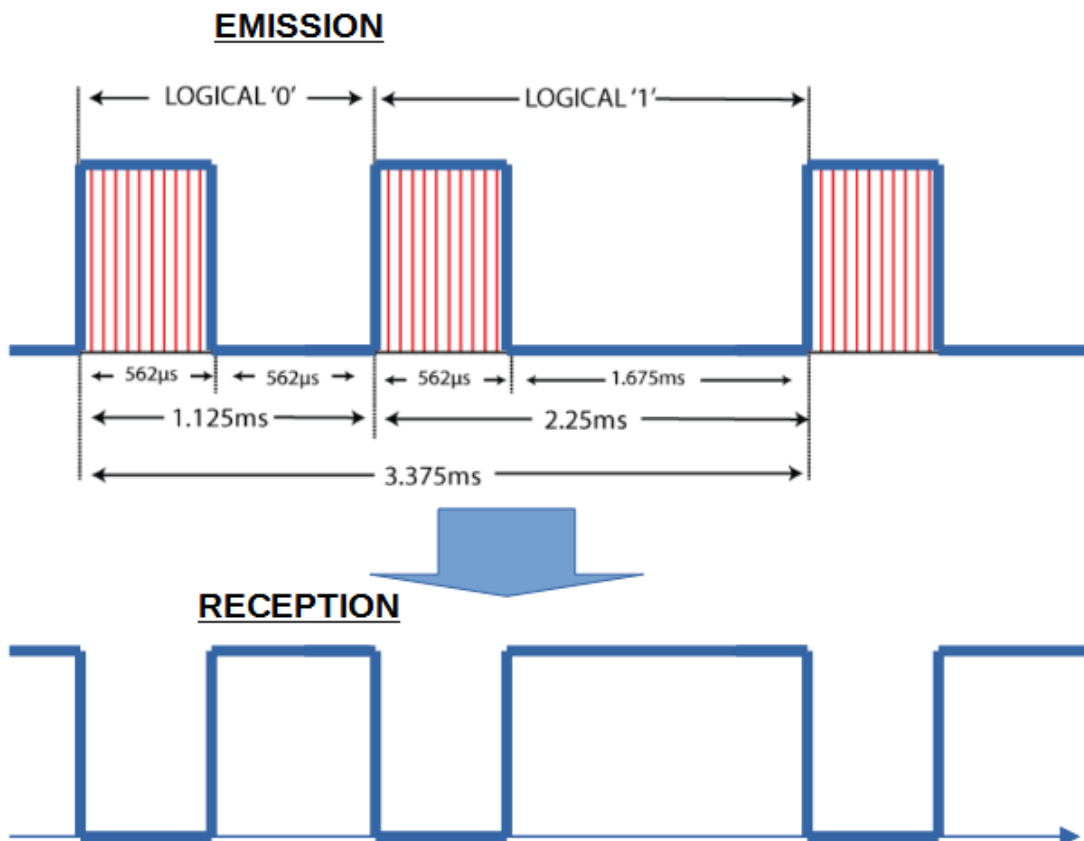 EMISSION
LOGICAL '0' LOGICAL '1'
562µs 562µs 562µs 1.675ms
1.125ms 2.25ms
3.375ms
RECEPTION